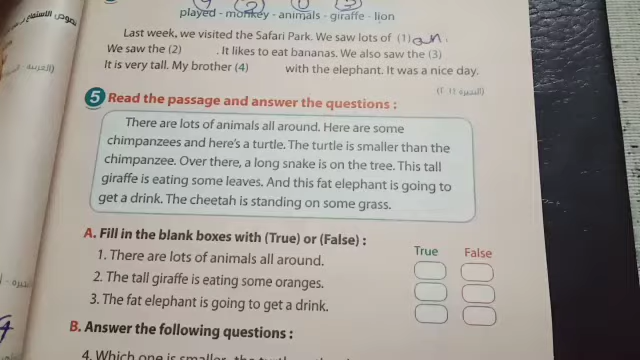 played - monkey - animals - giraffe - lion
Last week, we visited the Safari Park. We saw lots of (1) an.
We saw the (2) . It likes to eat bananas. We also saw the (3)
It is very tall. My brother (4) with the elephant. It was a nice day.
5 Read the passage and answer the questions :
There are lots of animals all around. Here are some
chimpanzees and here's a turtle. The turtle is smaller than the
chimpanzee. Over there, a long snake is on the tree. This tall
giraffe is eating some leaves. And this fat elephant is going to
get a drink. The cheetah is standing on some grass.
A. Fill in the blank boxes with (True) or (False) :
True False
1. There are lots of animals all around.
2. The tall giraffe is eating some oranges.
3. The fat elephant is going to get a drink.
B. Answer the following questions :
4. Which one is smaller, the